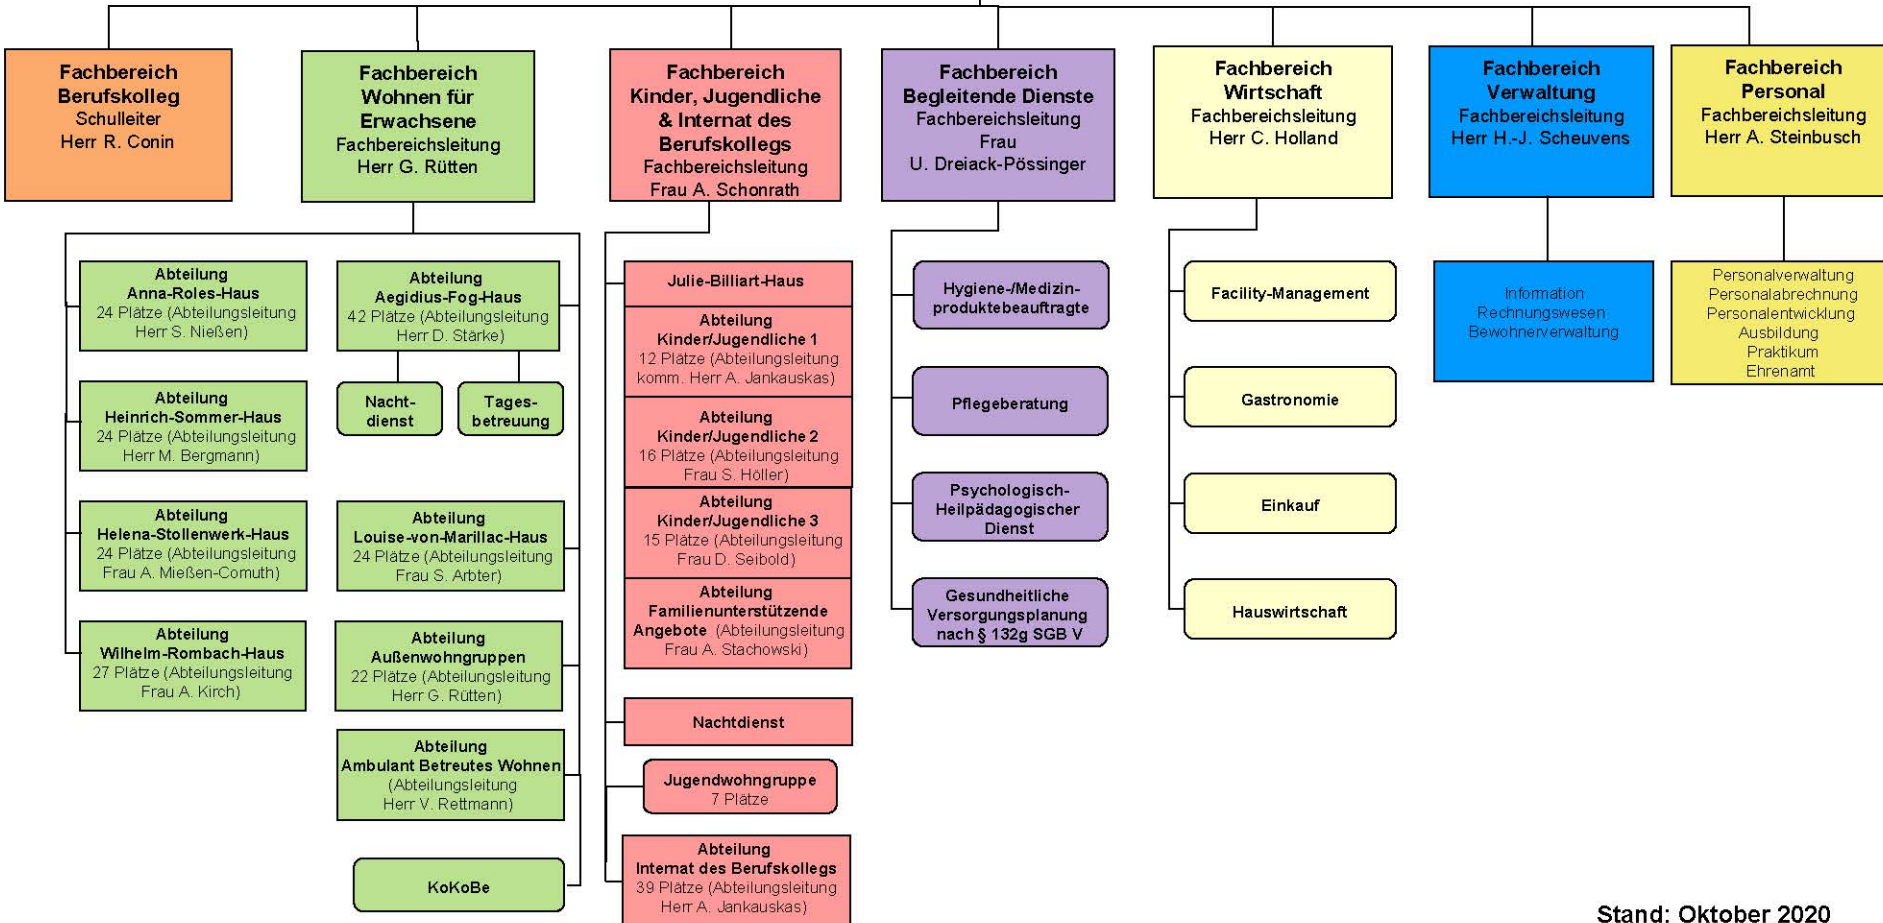 Fachbereich
Berufskolleg
Schulleiter
Herr R. Conin
Fachbereich
Wohnen für
Erwachsene
Fachbereichsleitung
Herr G. Rütten
Fachbereich
Kinder, Jugendliche
& Internat des
Berufskollegs
Fachbereichsleitung
Frau A. Schonrath
Fachbereich
Begleitende Dienste
Fachbereichsleitung
Frau
U. Dreiack-Pössinger
Fachbereich
Wirtschaft
Fachbereichsleitung
Herr C. Holland
Fachbereich
Verwaltung
Fachbereichsleitung
Herr H.-J. Scheuvens
Fachbereich
Personal
Fachbereichsleitung
Herr A. Steinbusch
Abteilung
Anna-Roles-Haus
24 Plätze (Abteilungsleitung
Herr S. Nießen)
Abteilung
Heinrich-Sommer-Haus
24 Plätze (Abteilungsleitung
Herr M. Bergmann)
Abteilung
Helena-Stollenwerk-Haus
24 Plätze (Abteilungsleitung
Frau A. Mießen-Comuth)
Abteilung
Wilhelm-Rombach-Haus
27 Plätze (Abteilungsleitung
Frau A. Kirch)
Abteilung
Aegidius-Fog-Haus
42 Plätze (Abteilungsleitung
Herr D. Stärke)
Nacht-
dienst
Tages-
betreuung
Abteilung
Louise-von-Marillac-Haus
24 Plätze (Abteilungsleitung
Frau S. Arbter)
Abteilung
Außenwohngruppen
22 Plätze (Abteilungsleitung
Herr G. Rütten)
Abteilung
Ambulant Betreutes Wohnen
(Abteilungsleitung
Herr V. Rettmann)
KoKoBe
Julie-Billiart-Haus
Abteilung
Kinder/Jugendliche 1
12 Plätze (Abteilungsleitung
komm. Herr A. Jankauskas)
Abteilung
Kinder/Jugendliche 2
16 Plätze (Abteilungsleitung
Frau S. Höller)
Abteilung
Kinder/Jugendliche 3
15 Plätze (Abteilungsleitung
Frau D. Seibold)
Abteilung
Familienunterstützende
Angebote (Abteilungsleitung
Frau A. Stachowski)
Nachtdienst
Jugendwohngruppe
7 Plätze
Abteilung
Internat des Berufskollegs
39 Plätze (Abteilungsleitung
Herr A. Jankauskas)
Hygiene-/Medizin-
produktebeauftragte
Pflegeberatung
Psychologisch-
Heilpädagogischer
Dienst
Gesundheitliche
Versorgungsplanung
nach § 132g SGB V
Facility-Management
Gastronomie
Einkauf
Hauswirtschaft
Information
Rechnungswesen
Bewohnerverwaltung
Personalverwaltung
Personalabrechnung
Personalentwicklung
Ausbildung
Praktikum
Ehrenamt
Stand: Oktober 2020